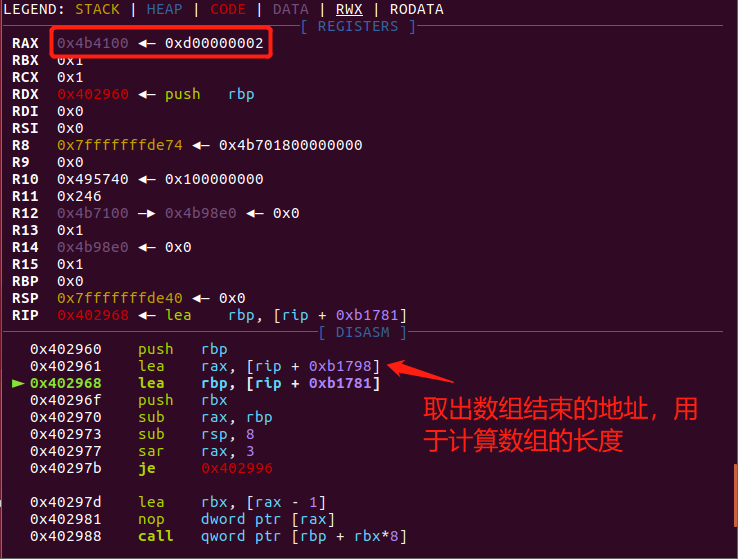 LEGEND: STACK | HEAP | CODE | DATA | RWX | RODATA
[ REGISTERS ]
RAX 0x4b4100 ◂— 0xd00000002
RBX 0x1
RCX 0x1
RDX 0x402960 ◂— push rbp
RDI 0x0
RSI 0x0
R8 0x7fffffffde74 ◂— 0x4b701800000000
R9 0x0
R10 0x495740 ◂— 0x100000000
R11 0x246
R12 0x4b7100 —▸ 0x4b98e0 ◂— 0x0
R13 0x1
R14 0x4b98e0 ◂— 0x0
R15 0x1
RBP 0x0
RSP 0x7fffffffde40 ◂— 0x0
RIP 0x402968 ◂— lea rbp, [rip + 0xb1781]
[ DISASM ]
0x402960 push rbp
0x402961 lea rax, [rip + 0xb1798]
► 0x402968 lea rbp, [rip + 0xb1781]
0x40296f push rbx
0x402970 sub rax, rbp
0x402973 sub rsp, 8
0x402977 sar rax, 3
0x40297b je 0x402996
0x40297d lea rbx, [rax - 1]
0x402981 nop dword ptr [rax]
0x402988 call qword ptr [rbp + rbx*8]
取出数组结束的地址，用
于计算数组的长度